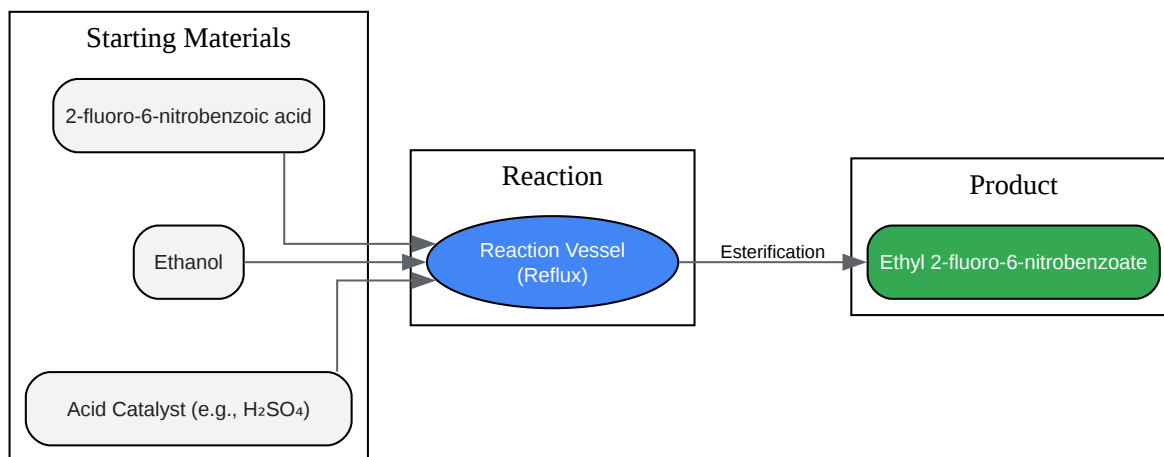 Starting Materials
2-fluoro-6-nitrobenzoic acid
Ethanol
Acid Catalyst (e.g., H₂SO₄)
Reaction
Reaction Vessel
(Reflux)
Esterification
Product
Ethyl 2-fluoro-6-nitrobenzoate